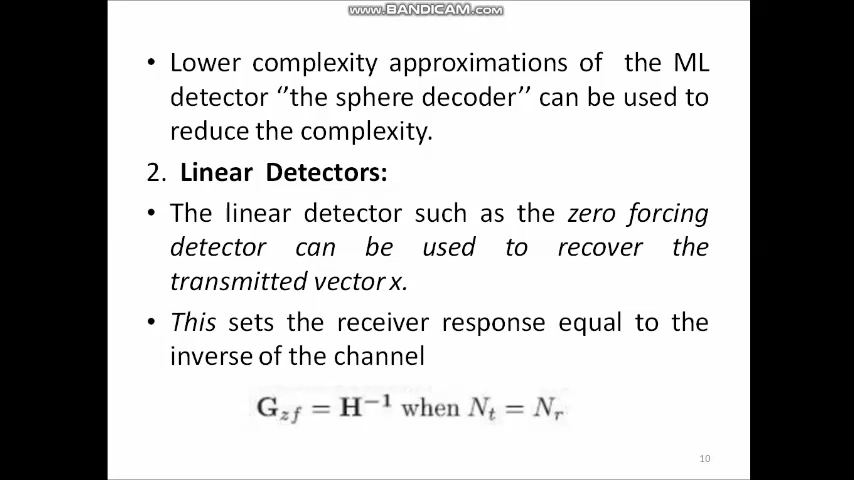 WWW.BANDICAM.COM
• Lower complexity approximations of the ML
detector ‘’the sphere decoder’’ can be used to
reduce the complexity.
2. Linear Detectors:
• The linear detector such as the zero forcing
detector can be used to recover the
transmitted vector x.
• This sets the receiver response equal to the
inverse of the channel
G_{zf} = H^{-1} when N_t = N_r
10